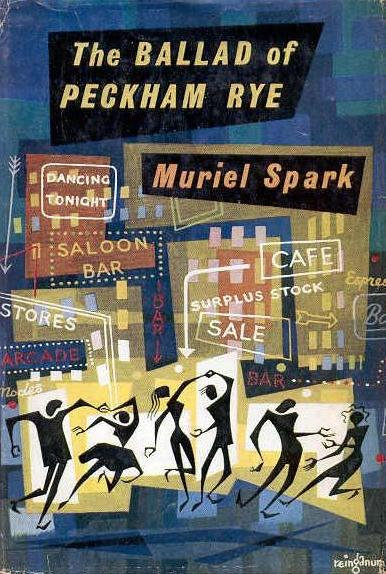 The BALLAD of
PECKHAM RYE
Muriel Spark
DANCING
TONIGHT
SALOON
BAR
CAFE
SURPLUS STOCK
SALE
STORES
ARCADE
BAR
BAR
Modes